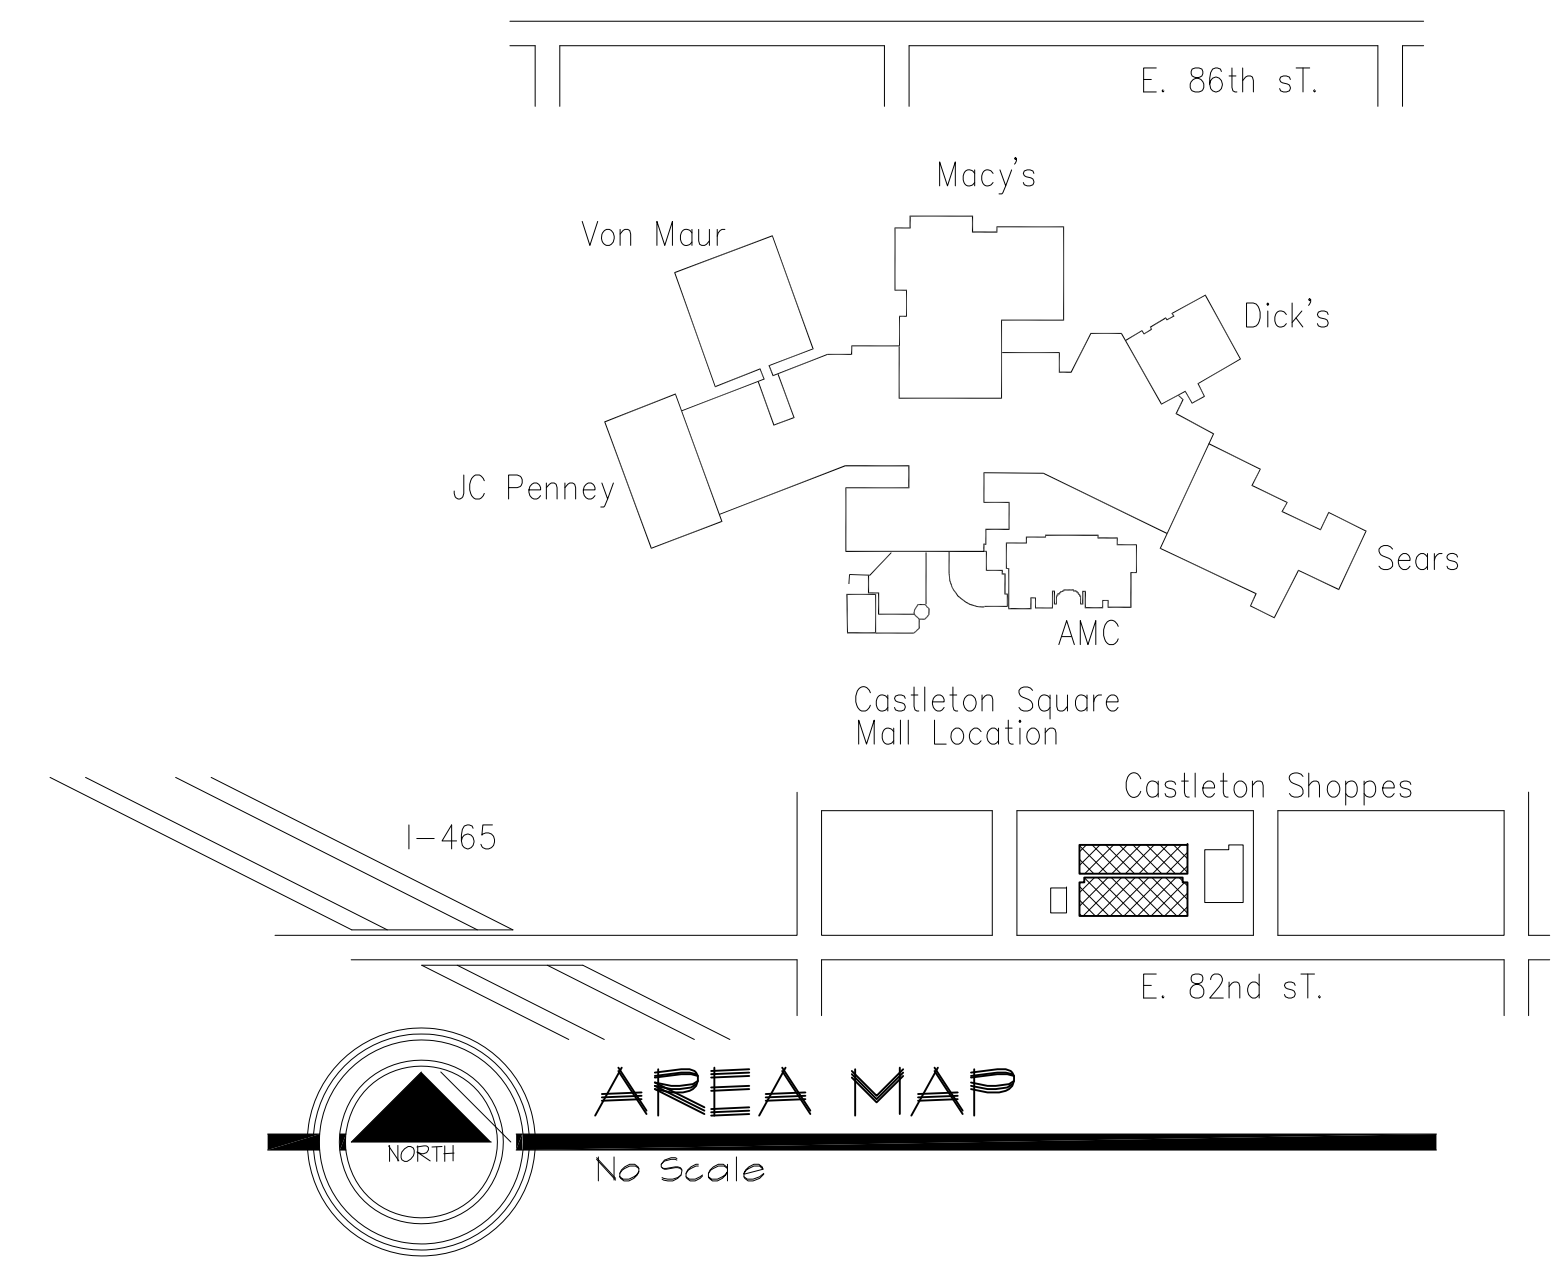 E. 86th sT.
Macy's
Von Maur
Dick's
JC Penney
Sears
AMC
Castleton Square
Mall Location
Castleton Shoppes
I-465
E. 82nd sT.
AREA MAP
NORTH
No Scale